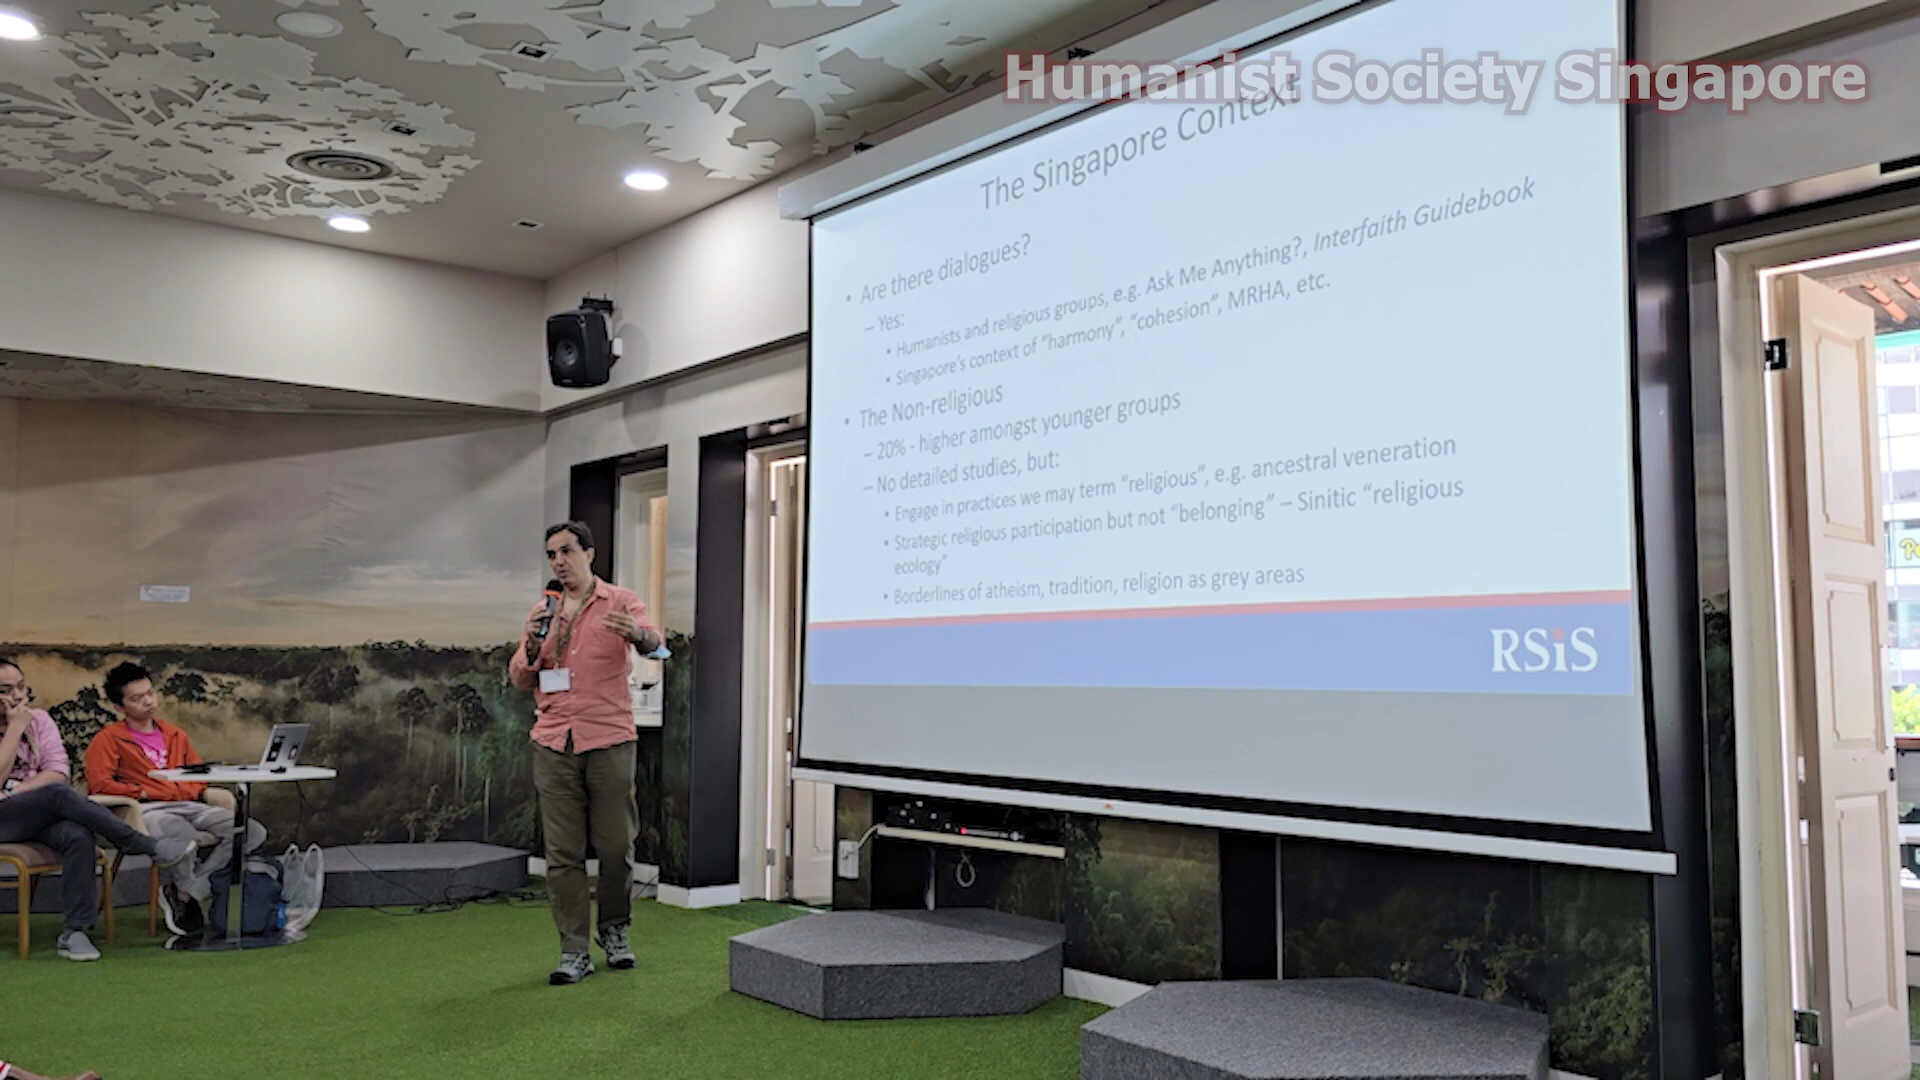 Humanist Society Singapore
The Singapore Context
• Are there dialogues?
– Yes:
• Humanists and religious groups, e.g. Ask Me Anything?, Interfaith Guidebook
• Singapore's context of "harmony", "cohesion", MRHA, etc.
• The Non-religious
– 20% - higher amongst younger groups
– No detailed studies, but:
• Engage in practices we may term "religious", e.g. ancestral veneration
• Strategic religious participation but not "belonging" – Sinitic "religious
ecology"
• Borderlines of atheism, tradition, religion as grey areas
RSiS